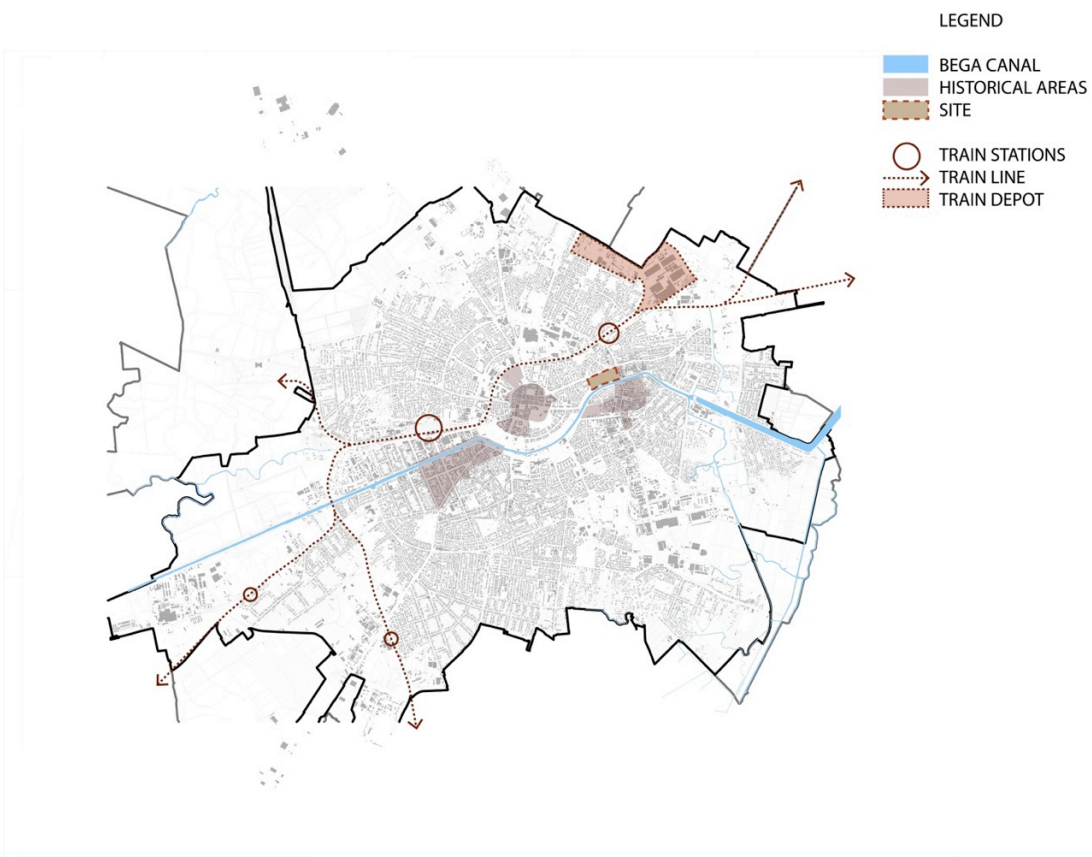 LEGEND
BEGA CANAL
HISTORICAL AREAS
SITE
TRAIN STATIONS
TRAIN LINE
TRAIN DEPOT